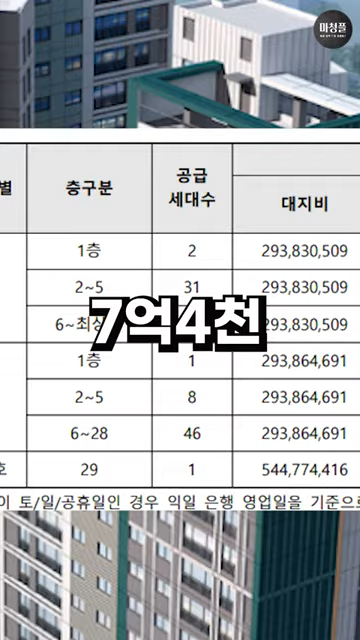 마청플
별 층구분 공급 세대수 대지비
1층 2 293,830,509
2~5 31 293,830,509
6~최상 830,509
7억4천
1층 1 293,864,691
2~5 8 293,864,691
6~28 46 293,864,691
호 29 1 544,774,416
이 토/일/공휴일인 경우 익일 은행 영업일을 기준으로